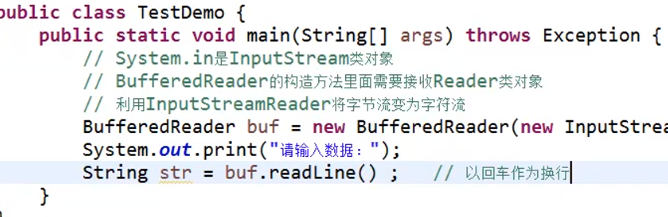 public class TestDemo {
public static void main(String[] args) throws Exception {
// System.in是InputStream类对象
// BufferedReader的构造方法里面需要接收Reader类对象
// 利用InputStreamReader将字节流变为字符流
BufferedReader buf = new BufferedReader(new InputStrea
System.out.print("请输入数据：");
String str = buf.readLine() ; // 以回车作为换行
}